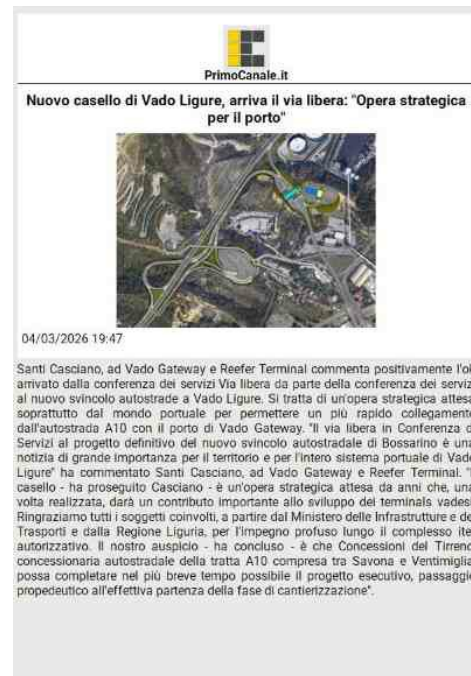 PrimoCanale.it
Nuovo casello di Vado Ligure, arriva il via libera: "Opera strategica
per il porto"
04/03/2026 19:47
Santi Casciano, ad Vado Gateway e Reefer Terminal commenta positivamente l'ok
arrivato dalla conferenza dei servizi Via libera da parte della conferenza dei serviz
al nuovo svincolo autostrade a Vado Ligure. Si tratta di un'opera strategica attesa
soprattutto dal mondo portuale per permettere un più rapido collegamento
dall'autostrada A10 con il porto di Vado Gateway. "Il via libera in Conferenza d
Servizi al progetto definitivo del nuovo svincolo autostradale di Bossarino è una
notizia di grande importanza per il territorio e per l'intero sistema portuale di Vado
Ligure" ha commentato Santi Casciano, ad Vado Gateway e Reefer Terminal. "I
casello - ha proseguito Casciano - è un'opera strategica attesa da anni che, una
volta realizzata, darà un contributo importante allo sviluppo dei terminals vadesi
Ringraziamo tutti i soggetti coinvolti, a partire dal Ministero delle Infrastrutture e de
Trasporti e dalla Regione Liguria, per l'impegno profuso lungo il complesso ite
autorizzativo. Il nostro auspicio - ha concluso - è che Concessioni del Tirreno
concessionaria autostradale della tratta A10 compresa tra Savona e Ventimiglia
possa completare nel più breve tempo possibile il progetto esecutivo, passaggio
propedeutico all'effettiva partenza della fase di cantierizzazione".